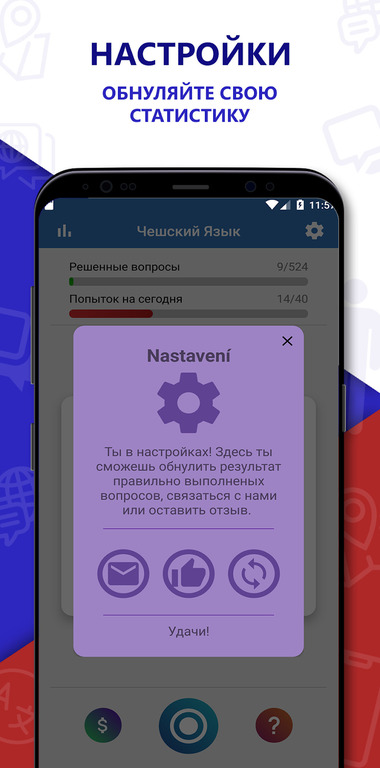 НАСТРОЙКИ
ОБНУЛЯЙТЕ СВОЮ
СТАТИСТИКУ
11:57
Чешский Язык
Решенные вопросы 9/524
Попыток на сегодня 14/40
Nastavení
Ты в настройках! Здесь ты
сможешь обнулить результат
правильно выполненых
вопросов, связаться с нами
или оставить отзыв.
Удачи!
$
?